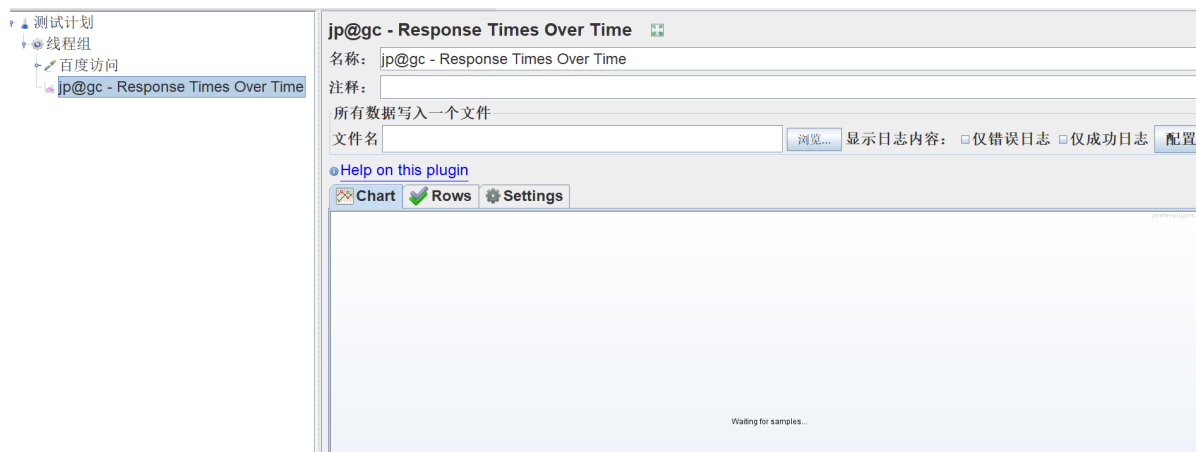 测试计划
线程组
百度访问
jp@gc - Response Times Over Time
jp@gc - Response Times Over Time
名称： jp@gc - Response Times Over Time
注释：
所有数据写入一个文件
文件名 浏览... 显示日志内容： 仅错误日志 仅成功日志 配置
Help on this plugin
Chart Rows Settings
jmeter-plugins
Waiting for samples...